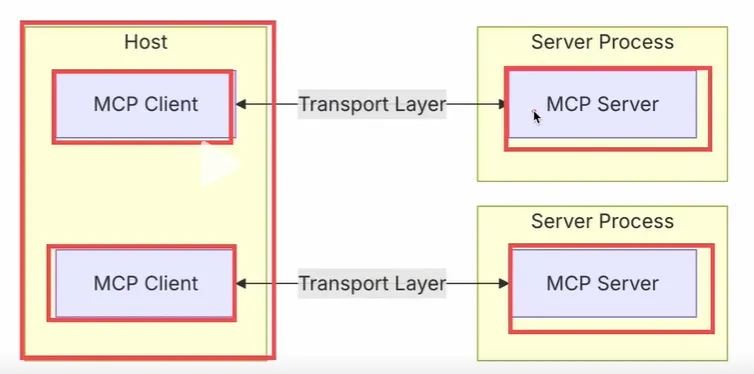 Host
Server Process
MCP Client
Transport Layer
MCP Server
Server Process
MCP Client
Transport Layer
MCP Server